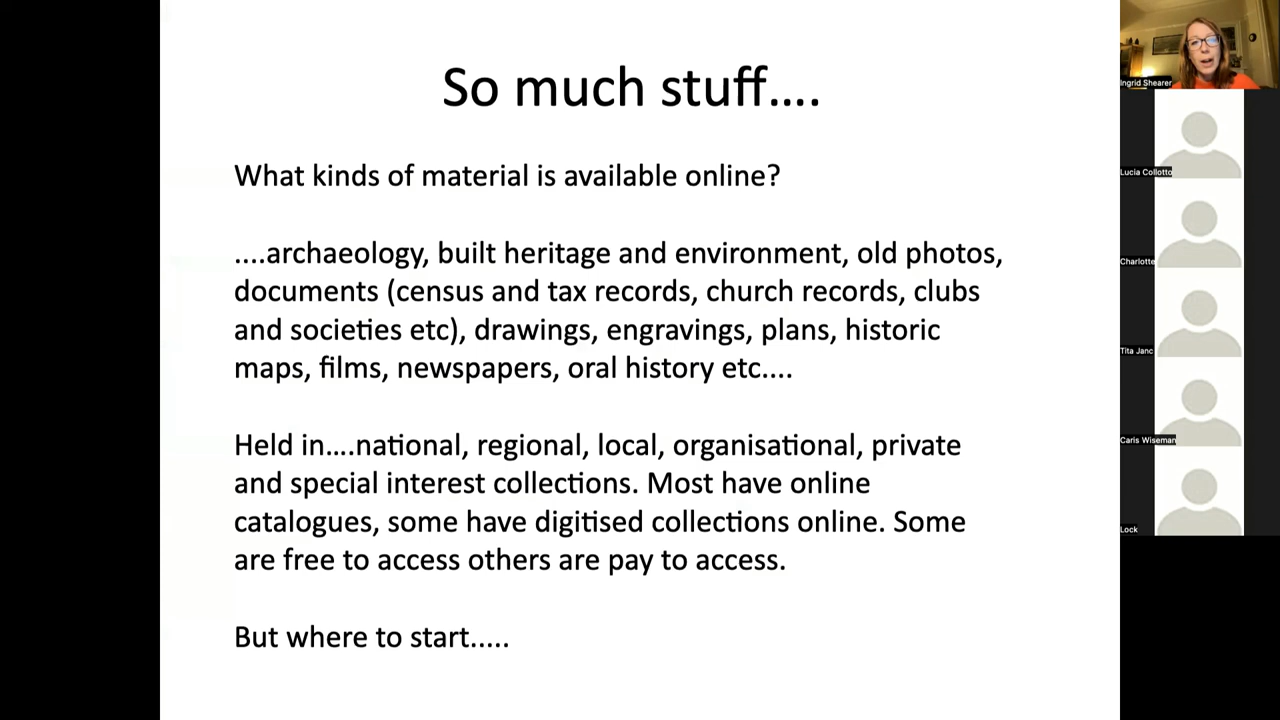 So much stuff....
What kinds of material is available online?
....archaeology, built heritage and environment, old photos,
documents (census and tax records, church records, clubs
and societies etc), drawings, engravings, plans, historic
maps, films, newspapers, oral history etc....
Held in....national, regional, local, organisational, private
and special interest collections. Most have online
catalogues, some have digitised collections online. Some
are free to access others are pay to access.
But where to start.....
Ingrid Shearer
Lucia Collotto
Charlotte
Tita Janc
Caris Wiseman
Lock